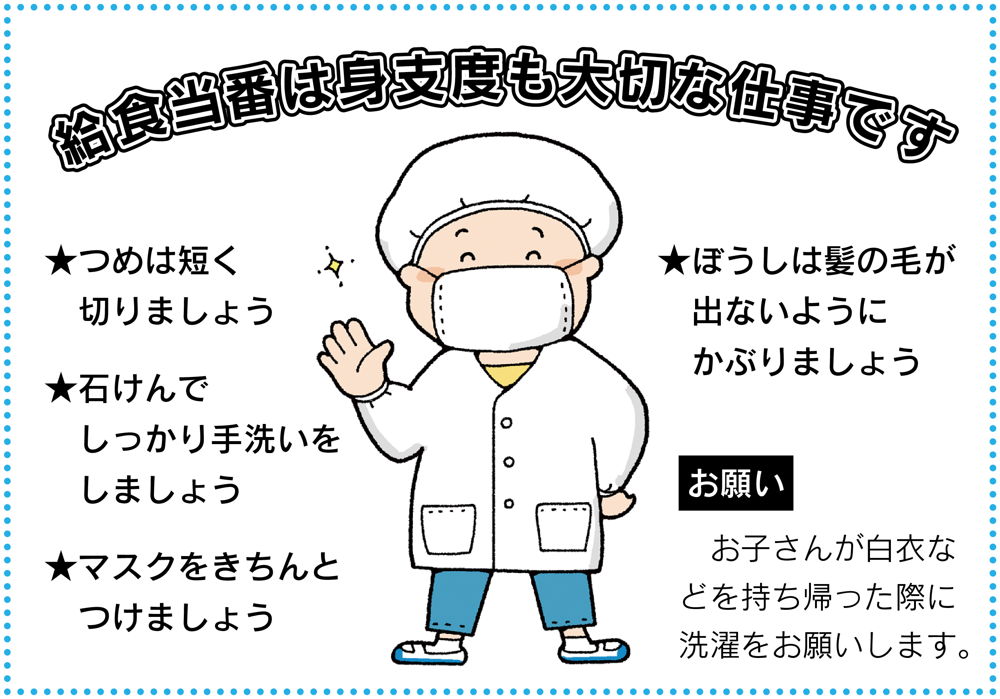 給食当番は身支度も大切な仕事です
★つめは短く
切りましょう
★石けんで
しっかり手洗いを
しましょう
★マスクをきちんと
つけましょう
★ぼうしは髪の毛が
出ないように
かぶりましょう
お願い
お子さんが白衣な
どを持ち帰った際に
洗濯をお願いします。